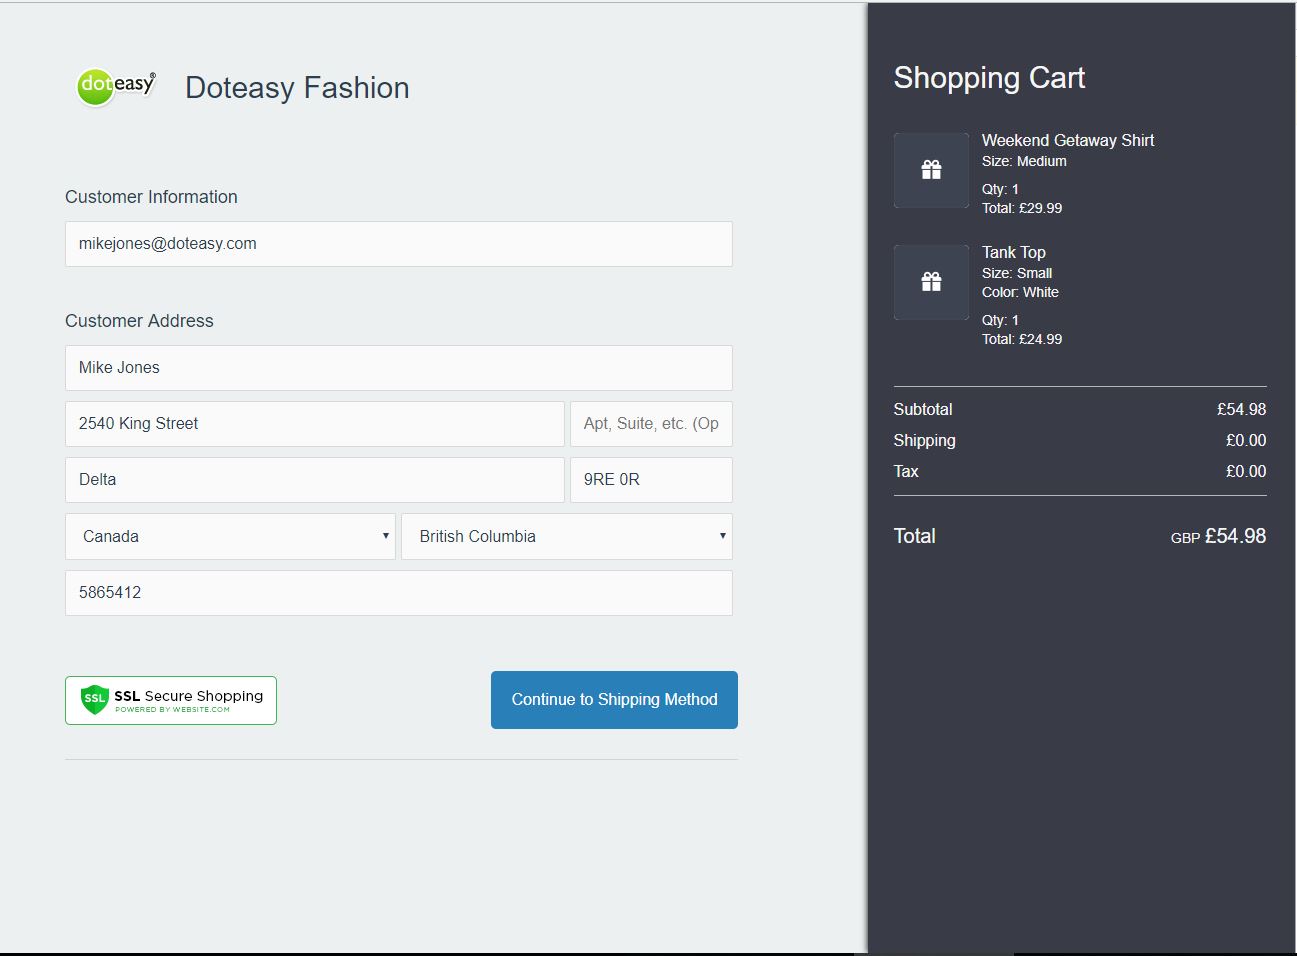 doteasy®
Doteasy Fashion
Customer Information
mikejones@doteasy.com
Customer Address
Mike Jones
2540 King Street
Apt, Suite, etc. (Op
Delta
9RE 0R
Canada
British Columbia
5865412
SSL
SSL Secure Shopping
POWERED BY WEBSITE.COM
Continue to Shipping Method
Shopping Cart
Weekend Getaway Shirt
Size: Medium
Qty: 1
Total: £29.99
Tank Top
Size: Small
Color: White
Qty: 1
Total: £24.99
Subtotal £54.98
Shipping £0.00
Tax £0.00
Total GBP £54.98